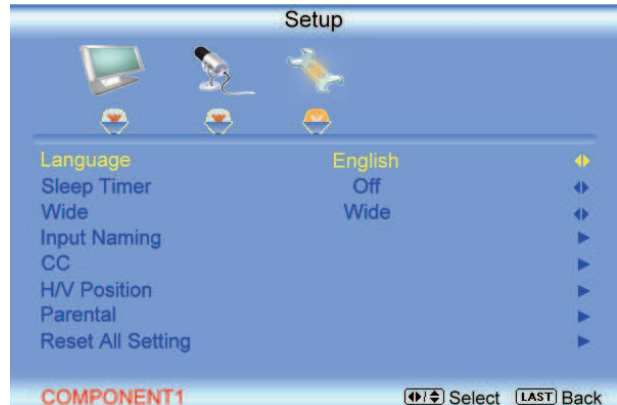 Setup
Language English
Sleep Timer Off
Wide Wide
Input Naming
CC
H/V Position
Parental
Reset All Setting
COMPONENT1 Select LAST Back